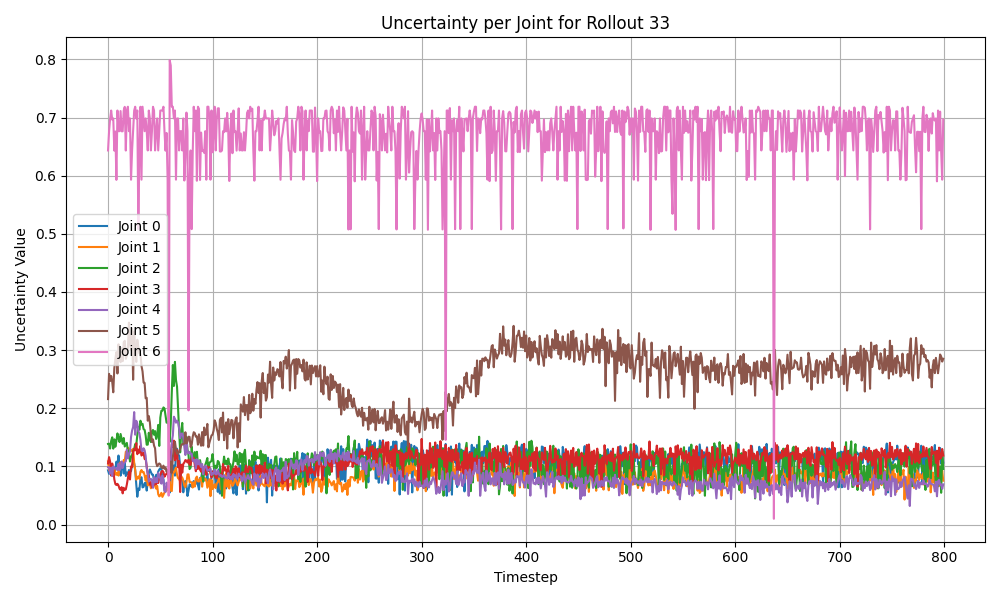 Uncertainty per Joint for Rollout 33
0.8
0.7
0.6
0.5
0.4
0.3
0.2
0.1
0.0
Uncertainty Value
Joint 0
Joint 1
Joint 2
Joint 3
Joint 4
Joint 5
Joint 6
0 100 200 300 400 500 600 700 800
Timestep